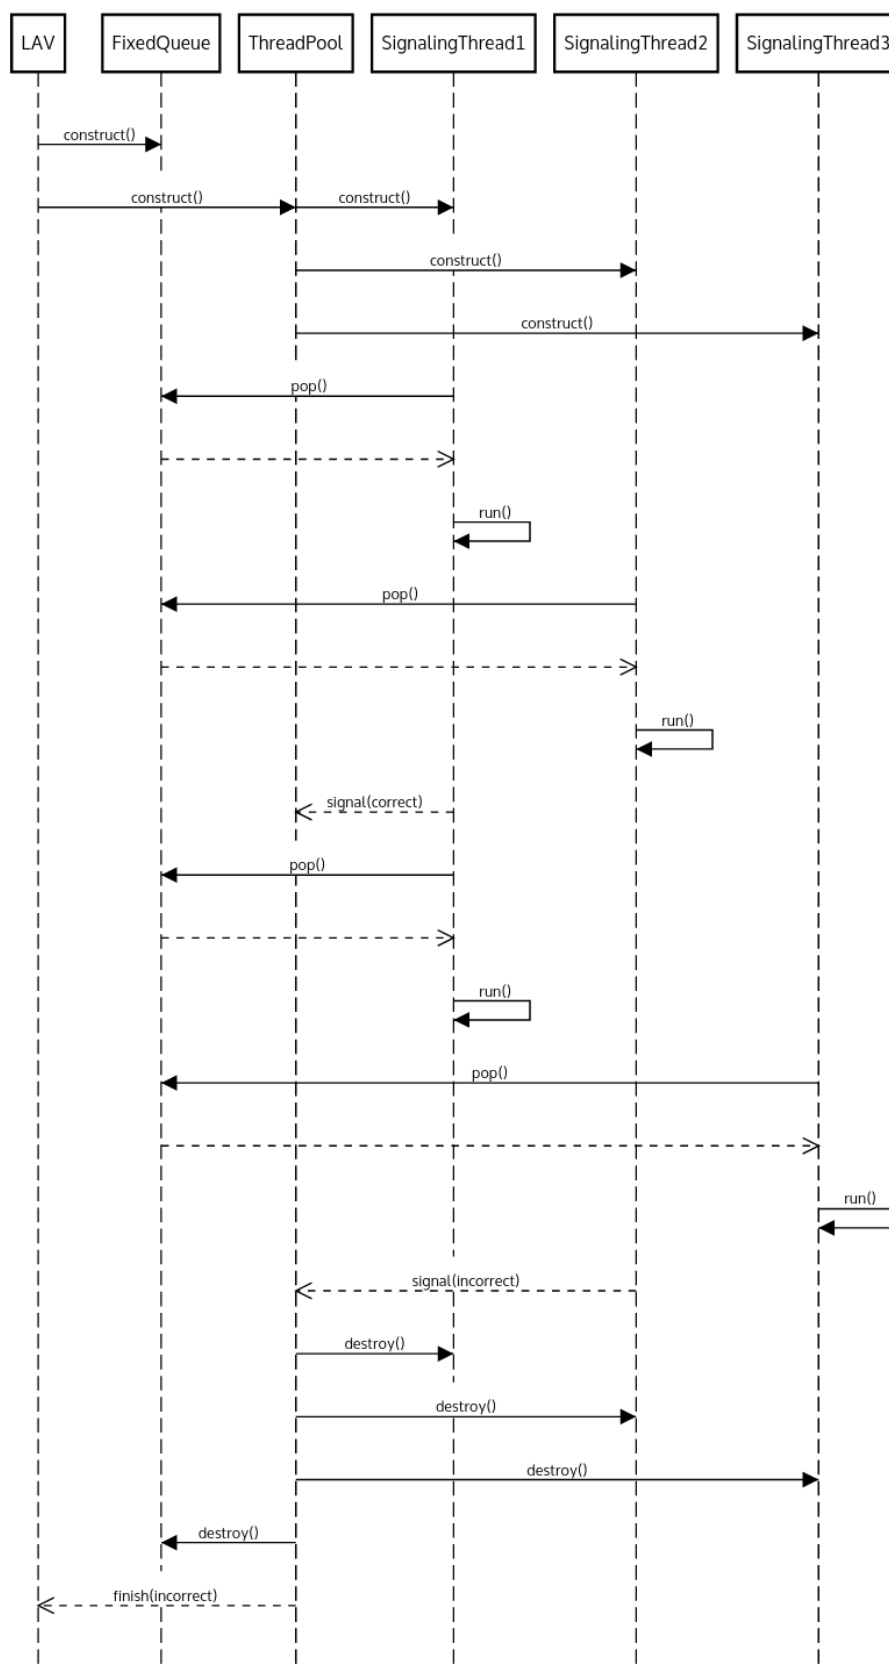 LAV
FixedQueue
ThreadPool
SignalingThread1
SignalingThread2
SignalingThread3
construct()
construct()
construct()
construct()
construct()
pop()
run()
pop()
run()
signal(correct)
pop()
run()
pop()
run()
signal(incorrect)
destroy()
destroy()
destroy()
destroy()
finish(incorrect)